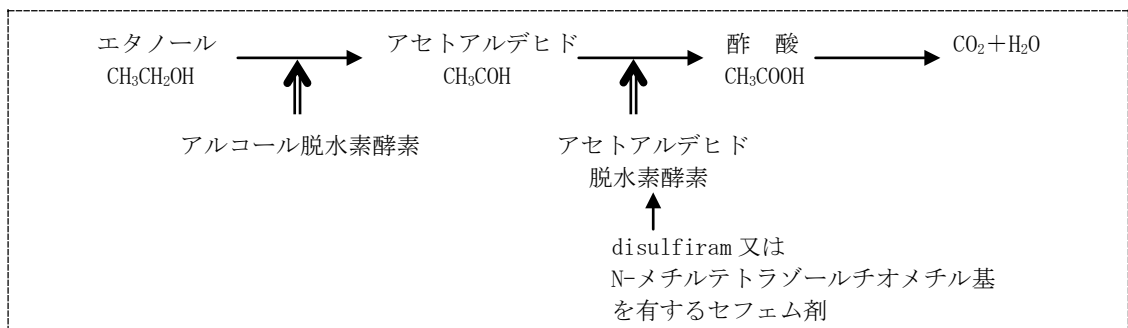 エタノール
CH₃CH₂OH
アセトアルデヒド
CH₃COH
酢 酸
CH₃COOH
CO₂+H₂O
アルコール脱水素酵素
アセトアルデヒド
脱水素酵素
disulfiram 又は
N-メチルテトラゾールチオメチル基
を有するセフェム剤